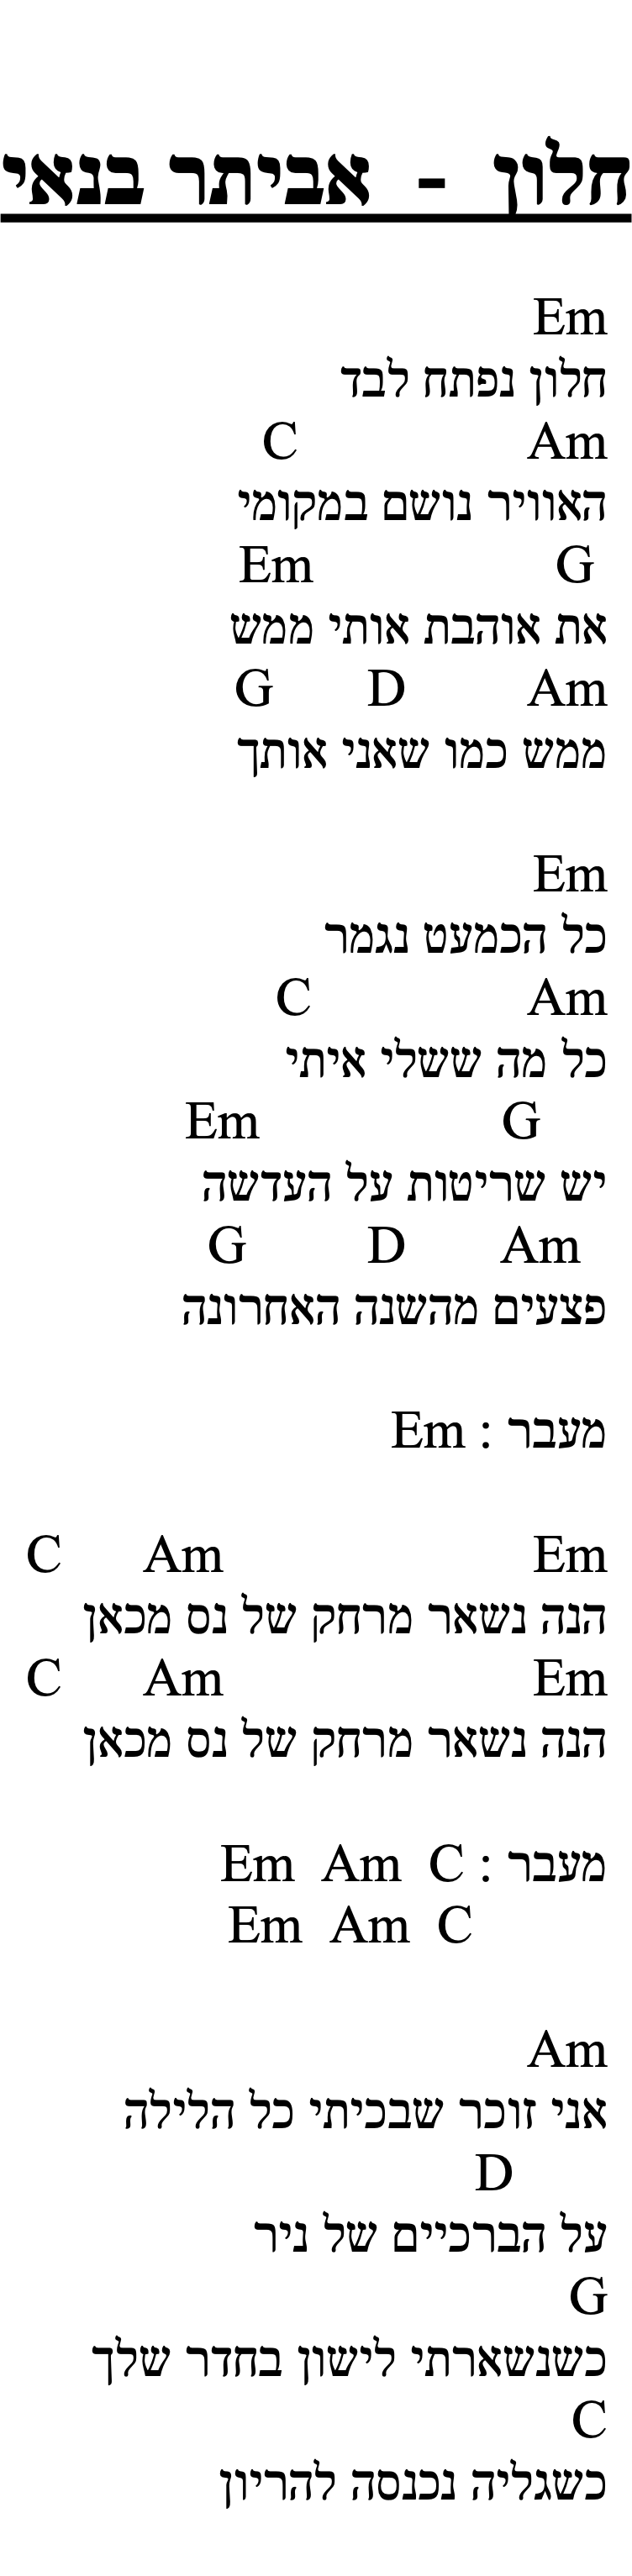 חלון - אביתר בנאי
Em
חלון נפתח לבד
Am C
האוויר נושם במקומי
G Em
את אוהבת אותי ממש
Am D G
ממש כמו שאני אותך
Em
כל הכמעט נגמר
Am C
כל מה ששלי איתי
G Em
יש שריטות על העדשה
Am D G
פצעים מהשנה האחרונה
מעבר : Em
Em Am C
הנה נשאר מרחק של נס מכאן
Em Am C
הנה נשאר מרחק של נס מכאן
מעבר : Em Am C
Em Am C
Am
אני זוכר שבכיתי כל הלילה
D
על הברכיים של ניר
G
כשנשארתי לישון בחדר שלך
C
כשגליה נכנסה להריון